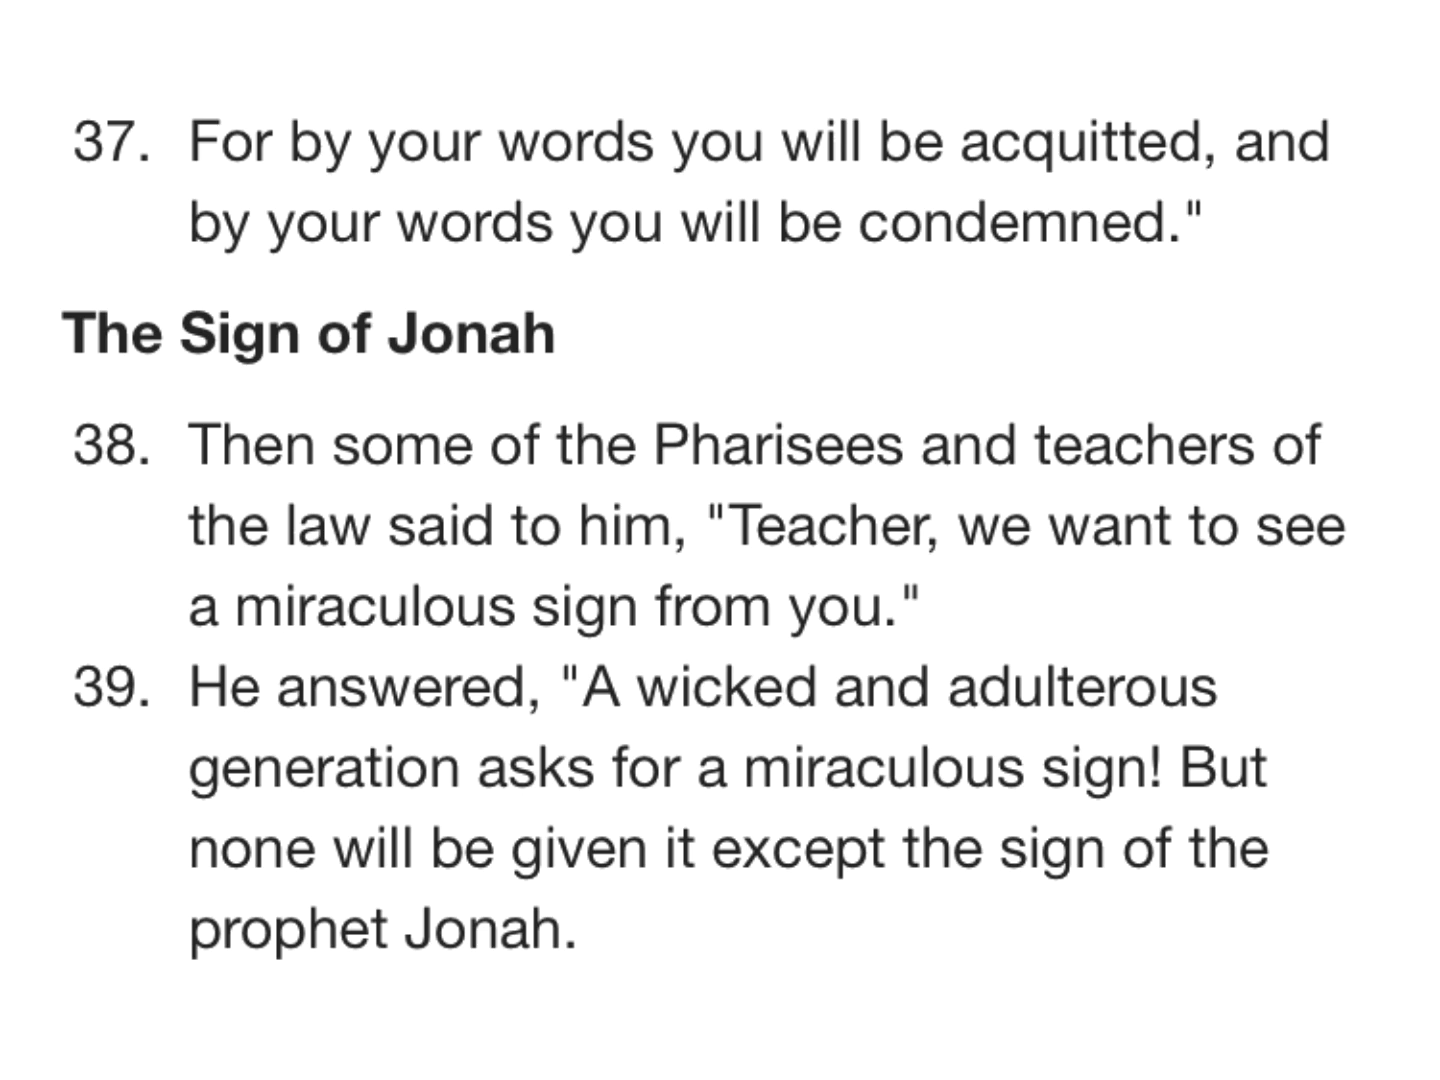 37. For by your words you will be acquitted, and
by your words you will be condemned."
The Sign of Jonah
38. Then some of the Pharisees and teachers of
the law said to him, "Teacher, we want to see
a miraculous sign from you."
39. He answered, "A wicked and adulterous
generation asks for a miraculous sign! But
none will be given it except the sign of the
prophet Jonah.